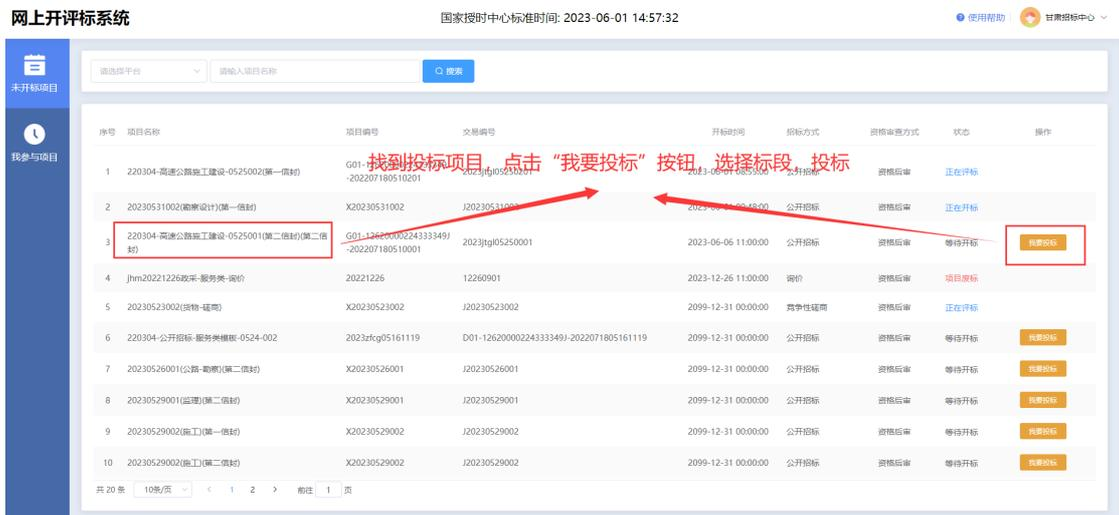 网上开评标系统
国家授时中心标准时间: 2023-06-01 14:57:32
使用帮助 甘肃招标中心
未开标项目
我参与项目
请选择平台 请输入项目名称 搜索
序号 项目名称 项目编号 交易编号 开标时间 招标方式 资格审查方式 状态 操作
找到投标项目，点击“我要投标”按钮，选择标段，投标
1 220304-高速公路施工建设-0525002(第一信封) -202207180510201 2023jtgl05250201 公开招标 资格后审 正在评标
2 20230531002(勘察设计)(第一信封) X20230531002 J20230531002 公开招标 资格后审 正在开标
3 220304-高速公路施工建设-0525001(第二信封)(第二信封) G01-12620000224333349J-202207180510001 2023jtgl05250001 2023-06-06 11:00:00 公开招标 资格后审 等待开标 我要投标
4 jhm20221226政采-服务类-询价 20221226 12260901 2023-12-26 11:00:00 询价 资格后审 项目废标
5 20230523002(货物-磋商) X20230523002 J20230523002 2099-12-31 00:00:00 竞争性磋商 资格后审 正在评标
6 220304-公开招标-服务类模板-0524-002 2023zfcg05161119 D01-12620000224333349J-2022071805161119 2099-12-31 00:00:00 公开招标 资格后审 等待开标 我要投标
7 20230526001(公路-勘察)(第二信封) X20230526001 J20230526001 2099-12-31 00:00:00 公开招标 资格后审 等待开标 我要投标
8 20230529001(监理)(第二信封) X20230529001 J20230529001 2099-12-31 00:00:00 公开招标 资格后审 等待开标 我要投标
9 20230529002(施工)(第一信封) X20230529002 J20230529002 2099-12-31 00:00:00 公开招标 资格后审 等待开标 我要投标
10 20230529002(施工)(第二信封) X20230529002 J20230529002 2099-12-31 00:00:00 公开招标 资格后审 等待开标 我要投标
共 20 条 10条/页 1 2 前往 1 页